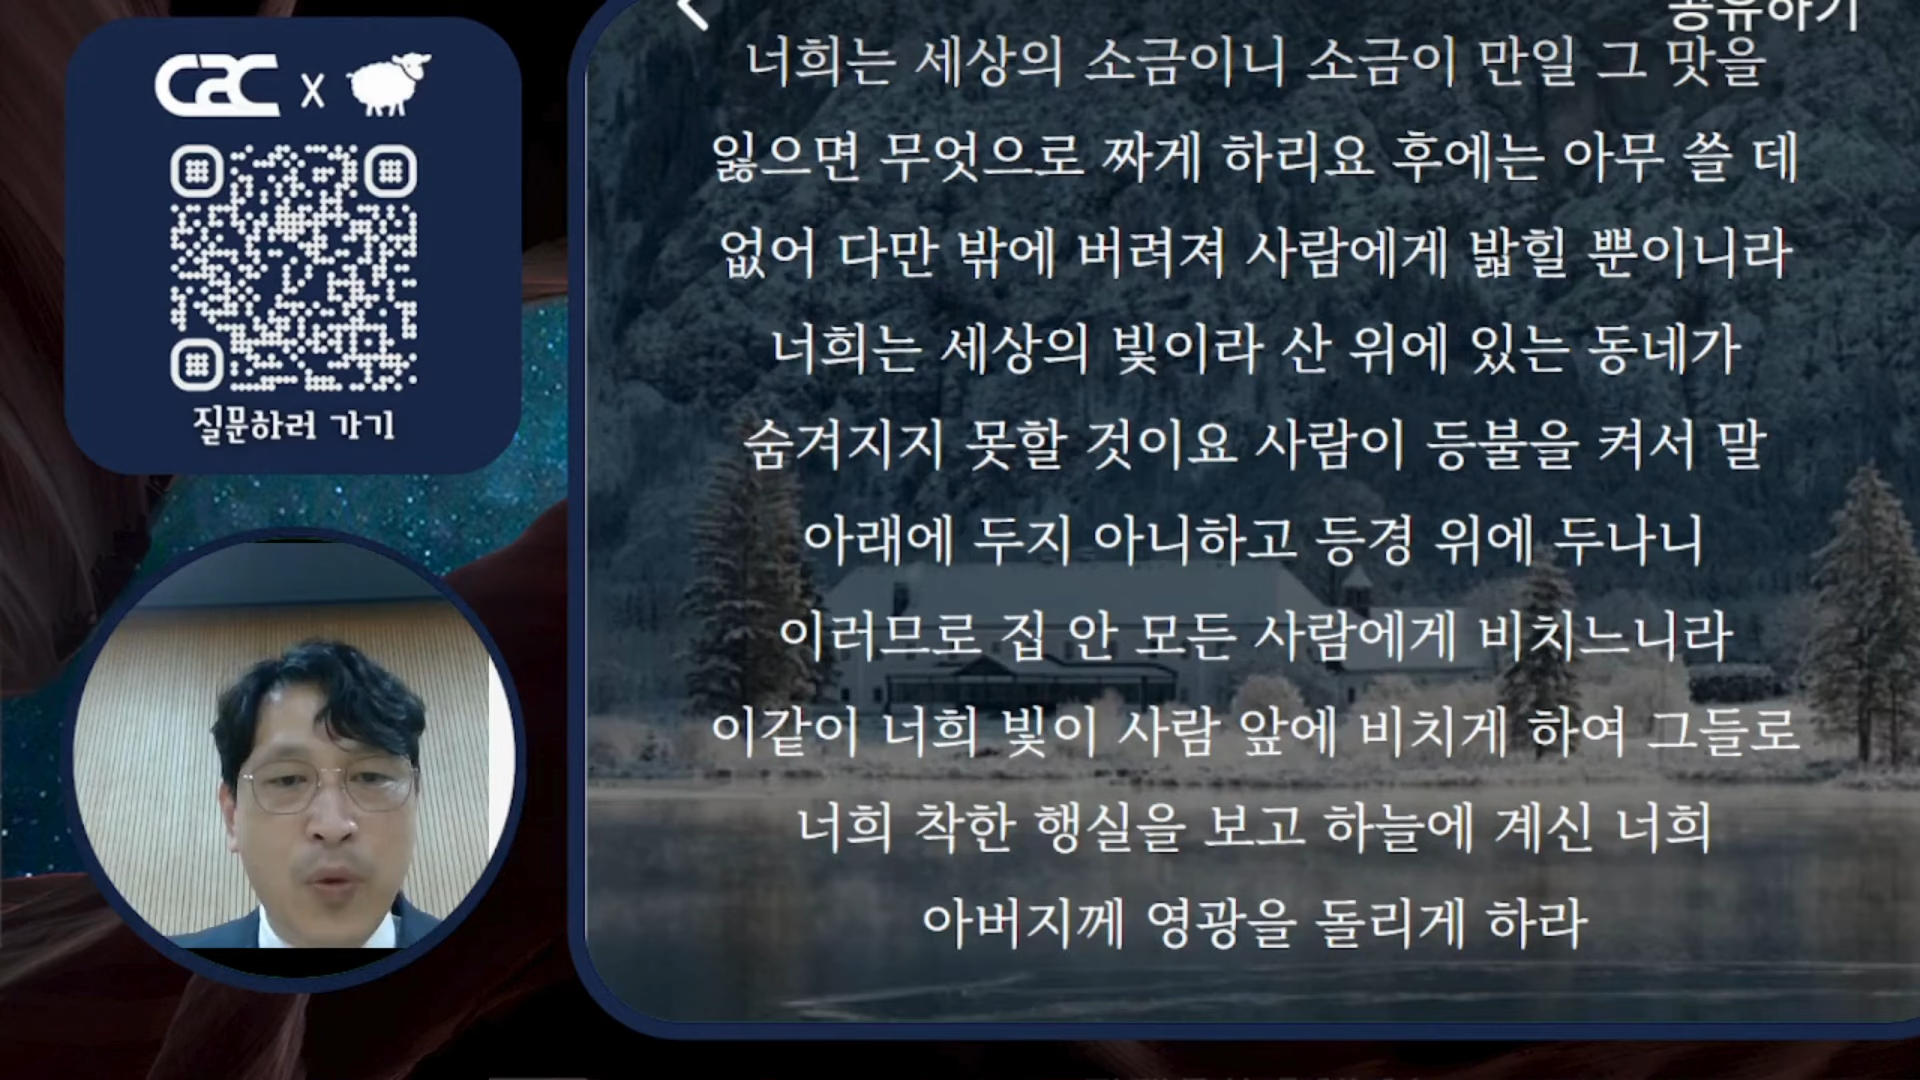 CAC X
질문하러 가기
공유하기
너희는 세상의 소금이니 소금이 만일 그 맛을
잃으면 무엇으로 짜게 하리요 후에는 아무 쓸 데
없어 다만 밖에 버려져 사람에게 밟힐 뿐이니라
너희는 세상의 빛이라 산 위에 있는 동네가
숨겨지지 못할 것이요 사람이 등불을 켜서 말
아래에 두지 아니하고 등경 위에 두나니
이러므로 집 안 모든 사람에게 비치느니라
이같이 너희 빛이 사람 앞에 비치게 하여 그들로
너희 착한 행실을 보고 하늘에 계신 너희
아버지께 영광을 돌리게 하라